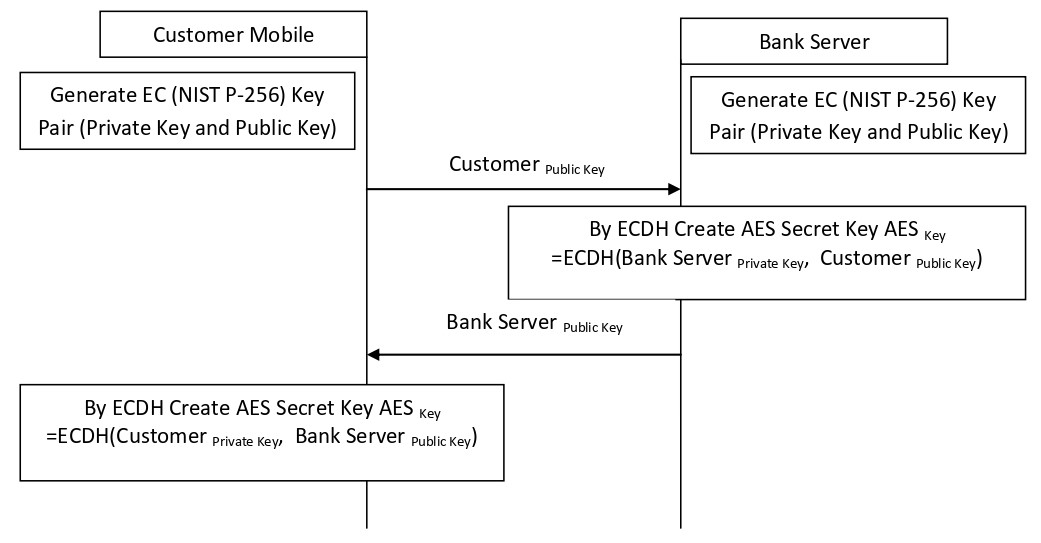 Customer Mobile
Bank Server
Generate EC (NIST P-256) Key
Pair (Private Key and Public Key)
Generate EC (NIST P-256) Key
Pair (Private Key and Public Key)
Customer Public Key
By ECDH Create AES Secret Key AES Key
=ECDH(Bank Server Private Key, Customer Public Key)
Bank Server Public Key
By ECDH Create AES Secret Key AES Key
=ECDH(Customer Private Key, Bank Server Public Key)